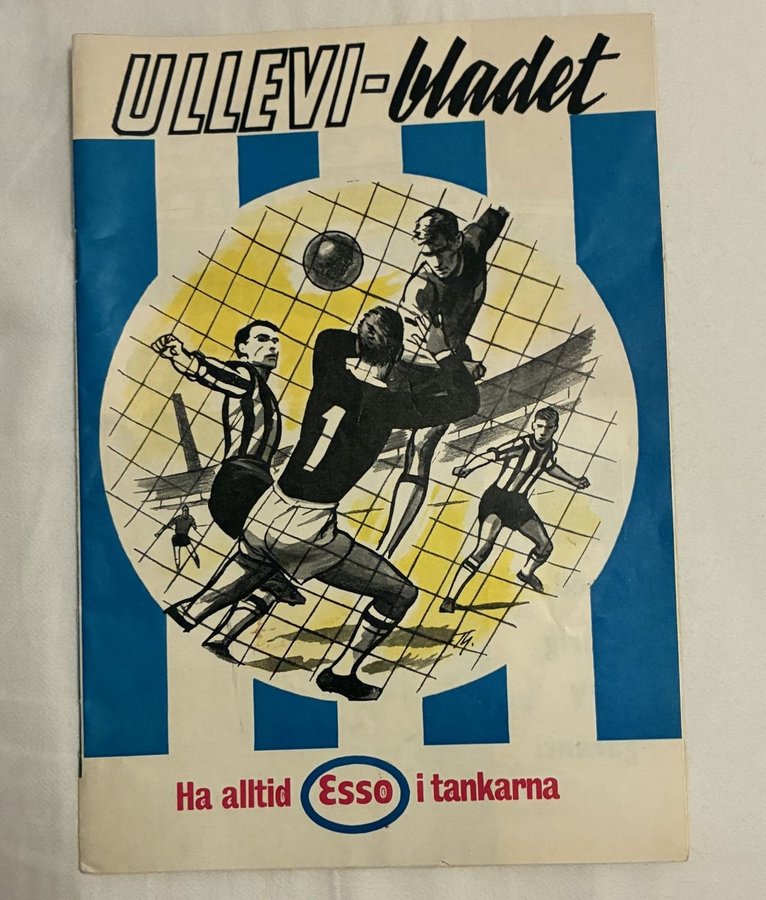 ULLEVI-bladet
1
Ha alltid Esso i tankarna